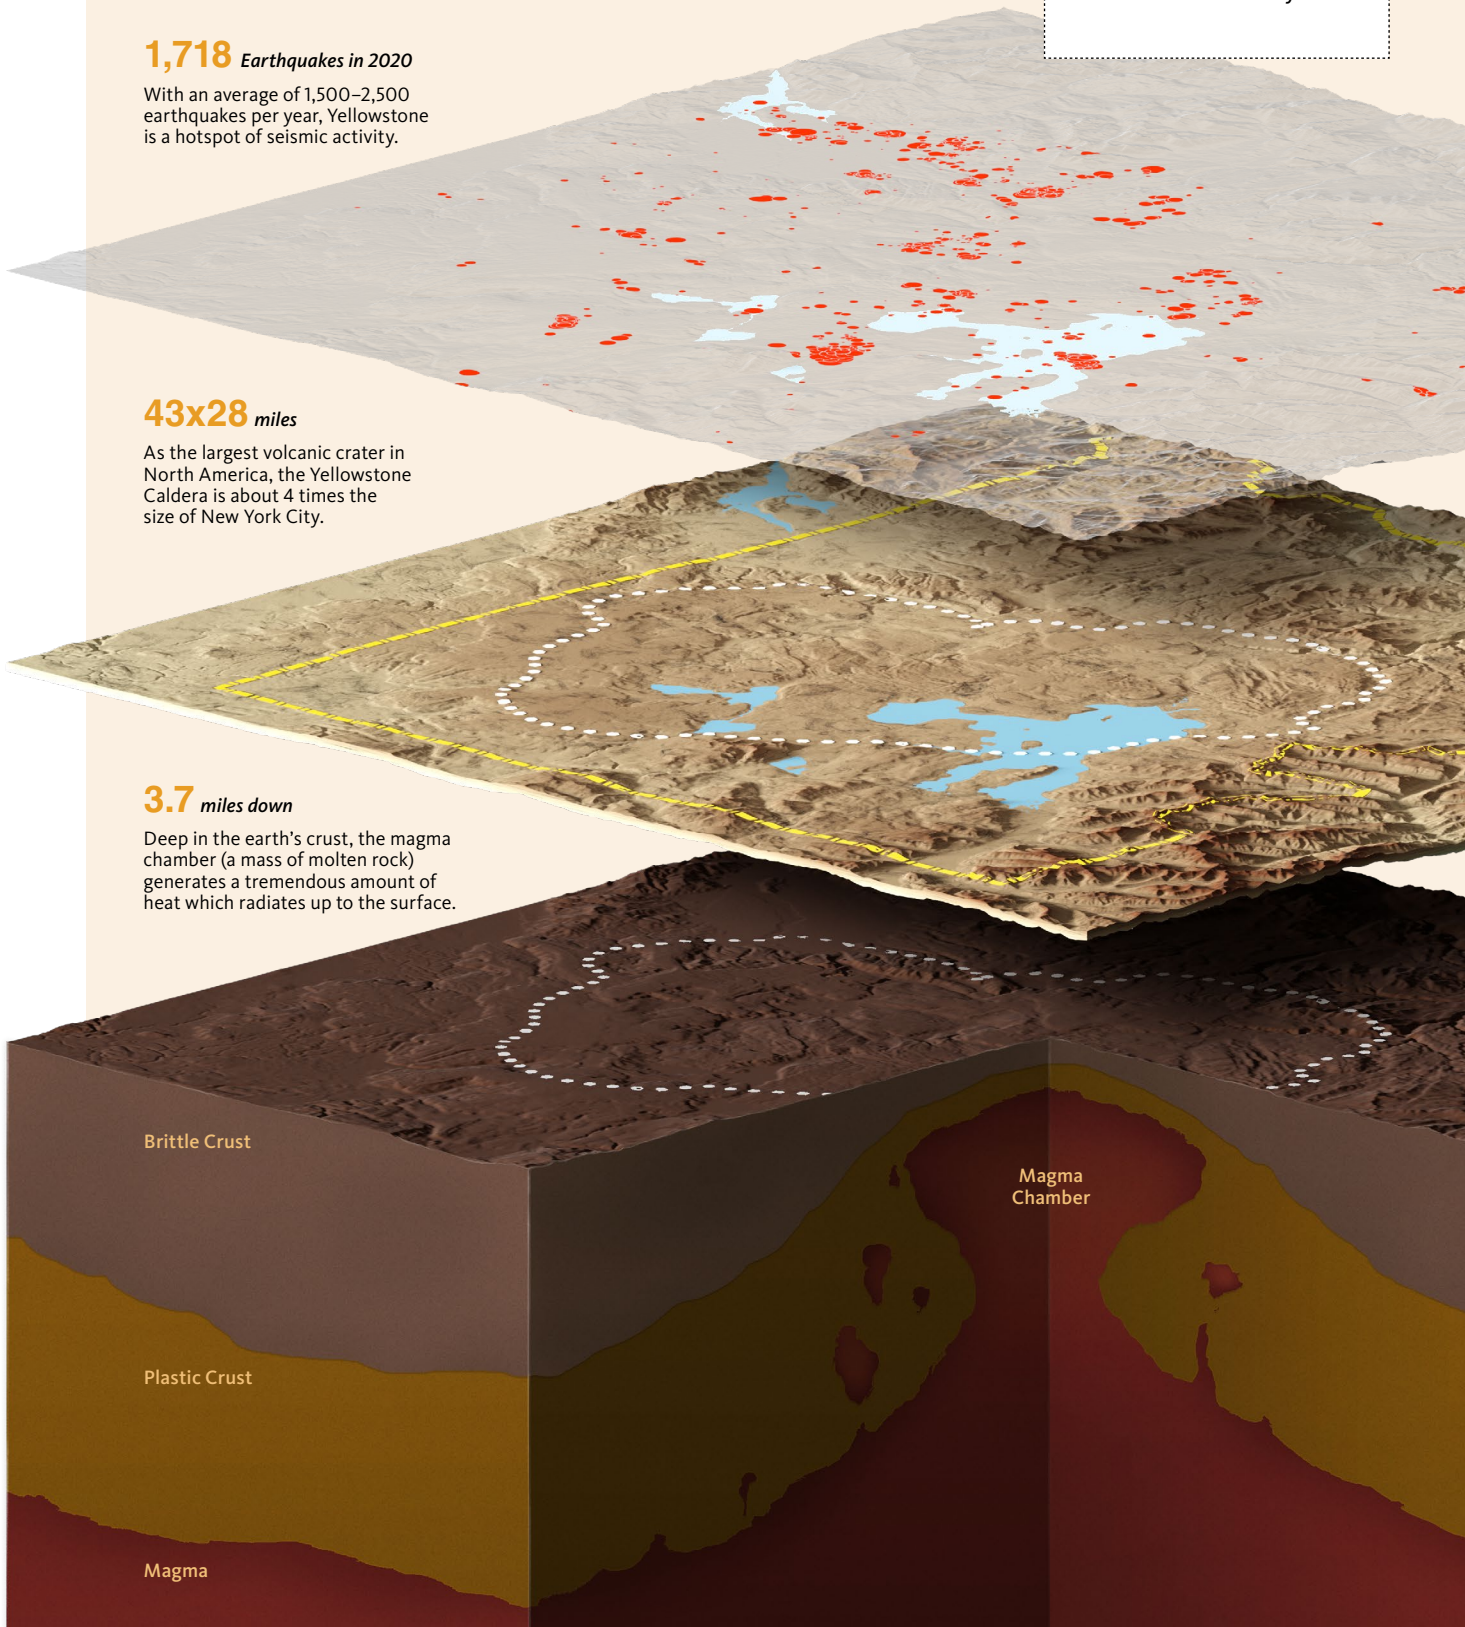 1,718 Earthquakes in 2020
With an average of 1,500–2,500
earthquakes per year, Yellowstone
is a hotspot of seismic activity.
43x28 miles
As the largest volcanic crater in
North America, the Yellowstone
Caldera is about 4 times the
size of New York City.
3.7 miles down
Deep in the earth's crust, the magma
chamber (a mass of molten rock)
generates a tremendous amount of
heat which radiates up to the surface.
Brittle Crust
Magma
Chamber
Plastic Crust
Magma